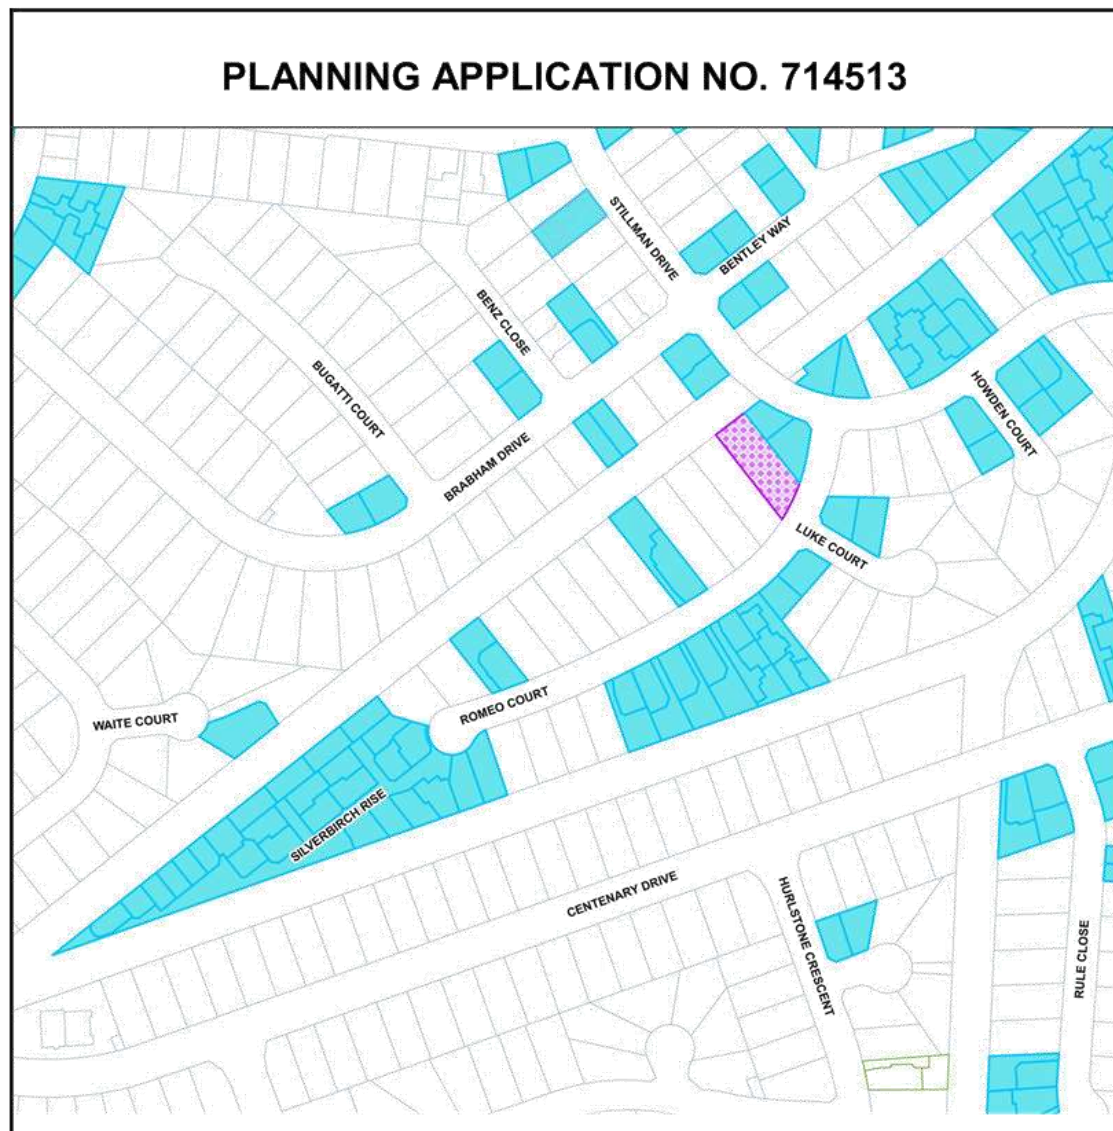 PLANNING APPLICATION NO. 714513
STILLMAN DRIVE
BENTLEY WAY
BENZ CLOSE
BUGATTI COURT
HOWDEN COURT
BRABHAM DRIVE
LUKE COURT
ROMEO COURT
WAITE COURT
SILVERBIRCH RISE
CENTENARY DRIVE
HURLSTONE CRESCENT
RULE CLOSE